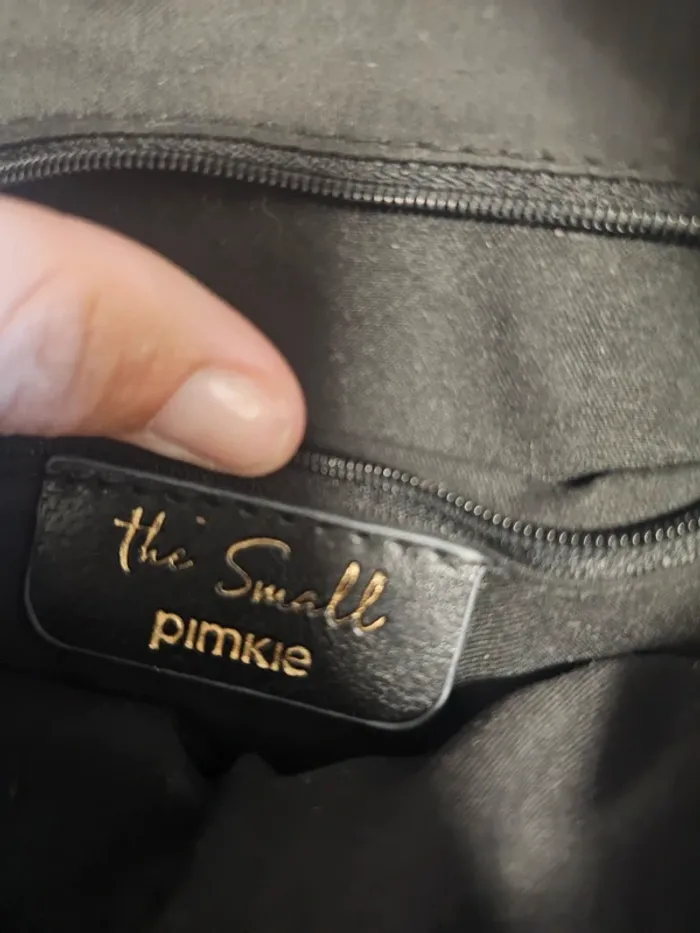 the Small
pimkie